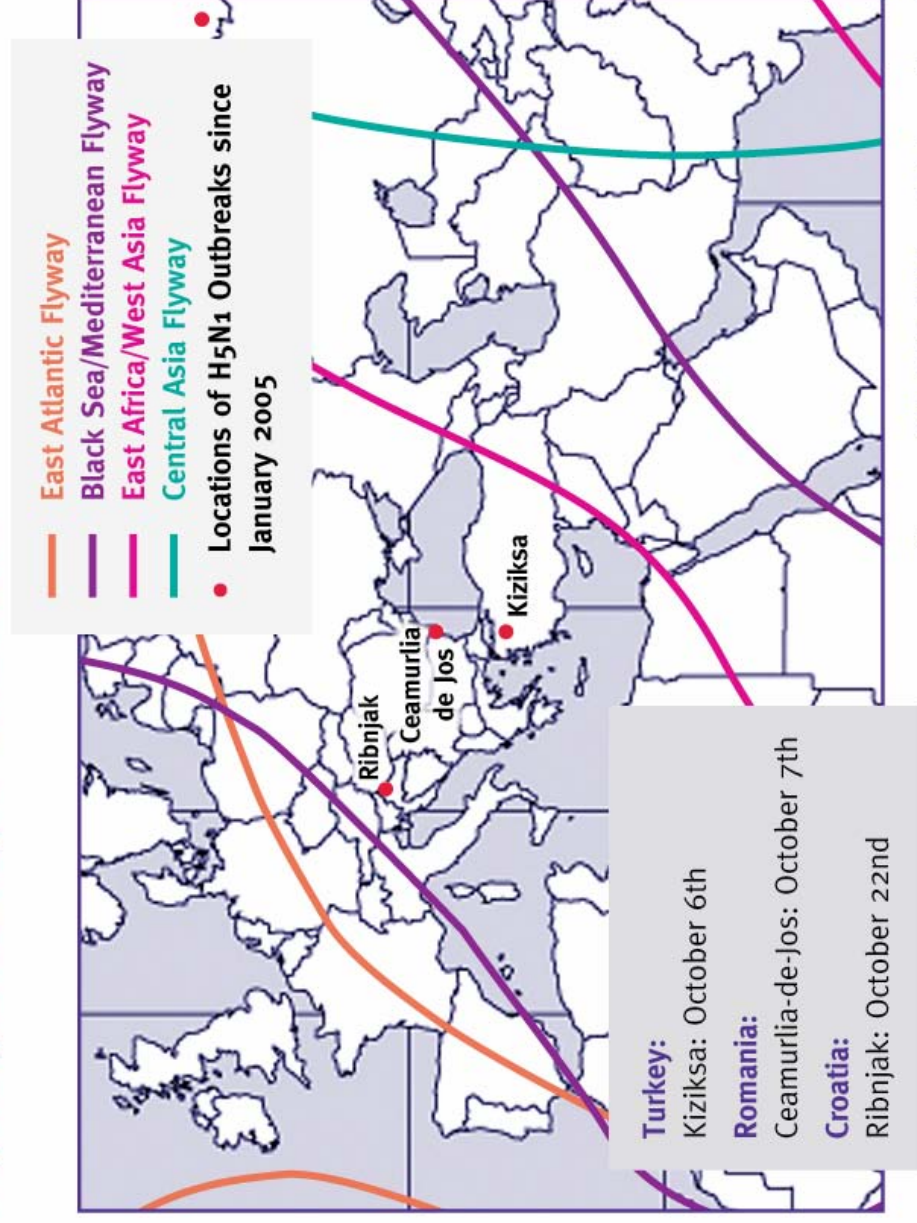 East Atlantic Flyway
Black Sea/Mediterranean Flyway
East Africa/West Asia Flyway
Central Asia Flyway
Locations of H5N1 Outbreaks since
January 2005
Ribnjak
Ceamurlia
de Jos
Kiziksa
Turkey:
Kiziksa: October 6th
Romania:
Ceamurlia-de-Jos: October 7th
Croatia:
Ribnjak: October 22nd